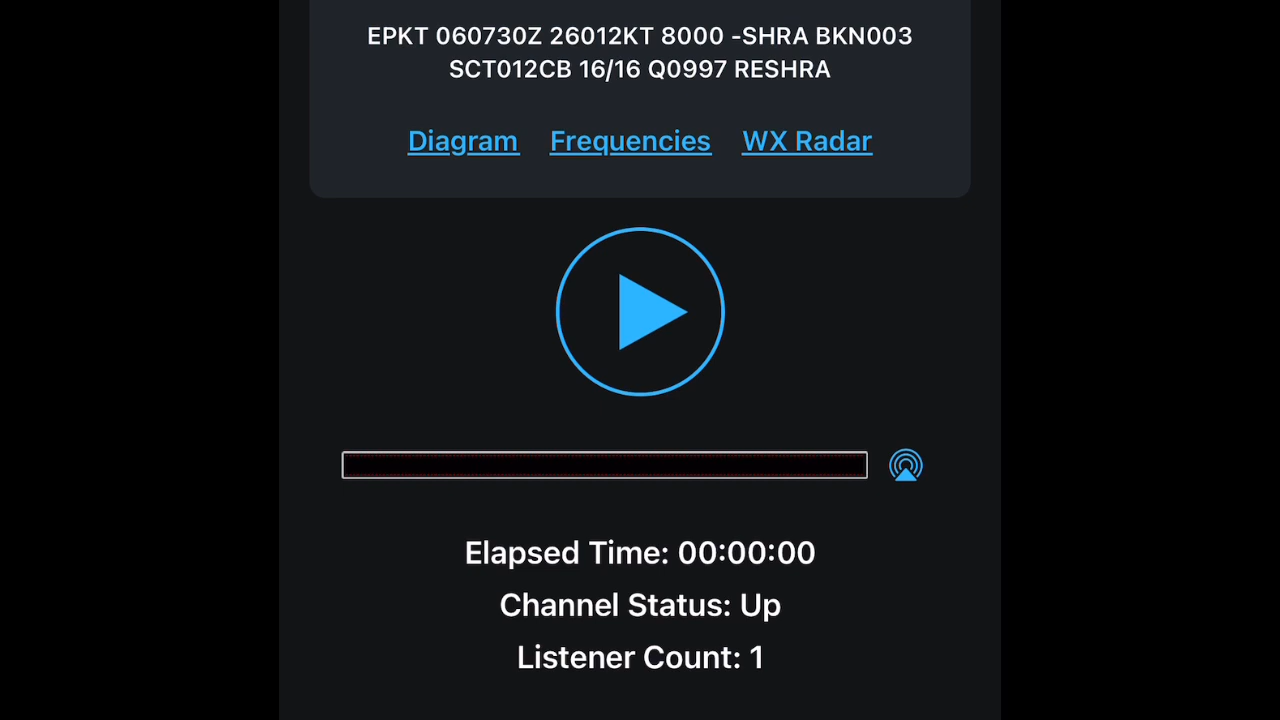 EPKT 060730Z 26012KT 8000 -SHRA BKN003
SCT012CB 16/16 Q0997 RESHRA
Diagram Frequencies WX Radar
Elapsed Time: 00:00:00
Channel Status: Up
Listener Count: 1